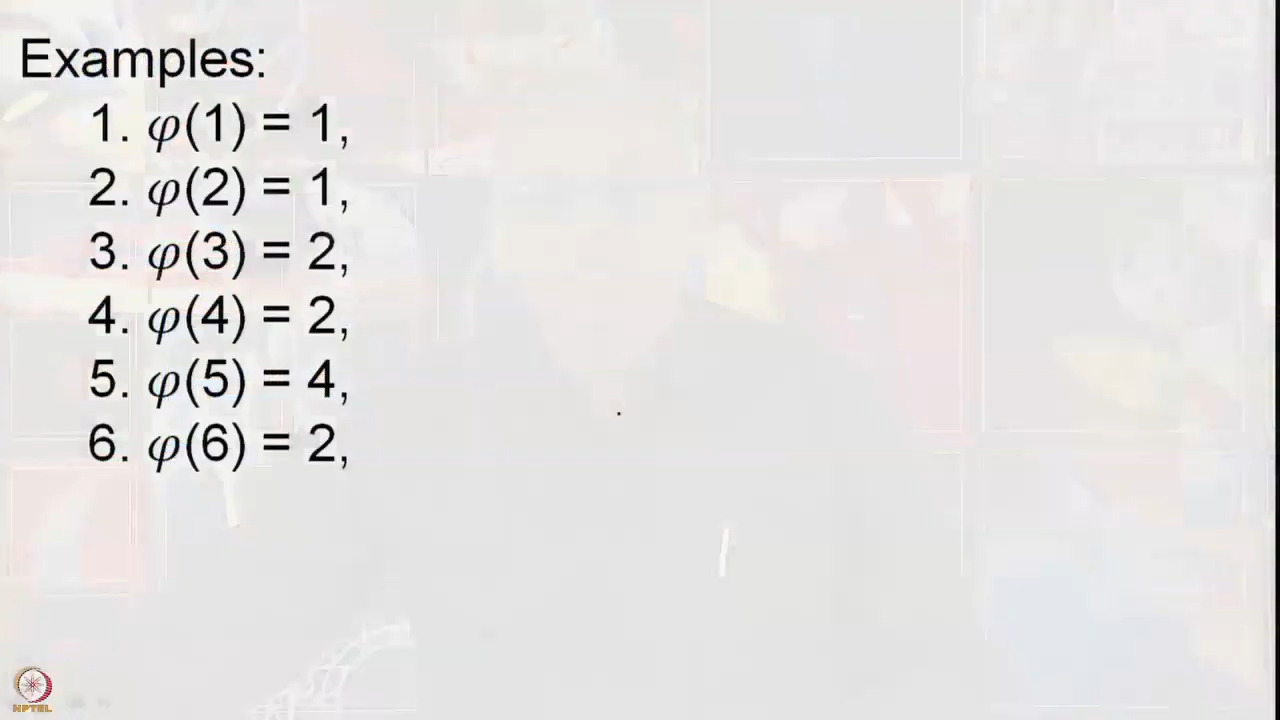 Examples:
1. φ(1) = 1,
2. φ(2) = 1,
3. φ(3) = 2,
4. φ(4) = 2,
5. φ(5) = 4,
6. φ(6) = 2,
NPTEL